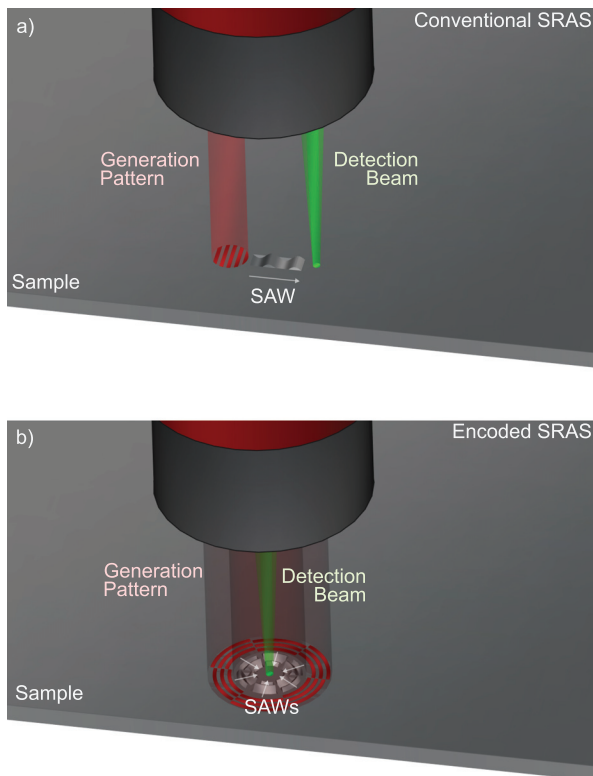 a)
Conventional SRAS
Generation
Pattern
Detection
Beam
Sample
SAW
b)
Encoded SRAS
Generation
Pattern
Detection
Beam
Sample
SAWs